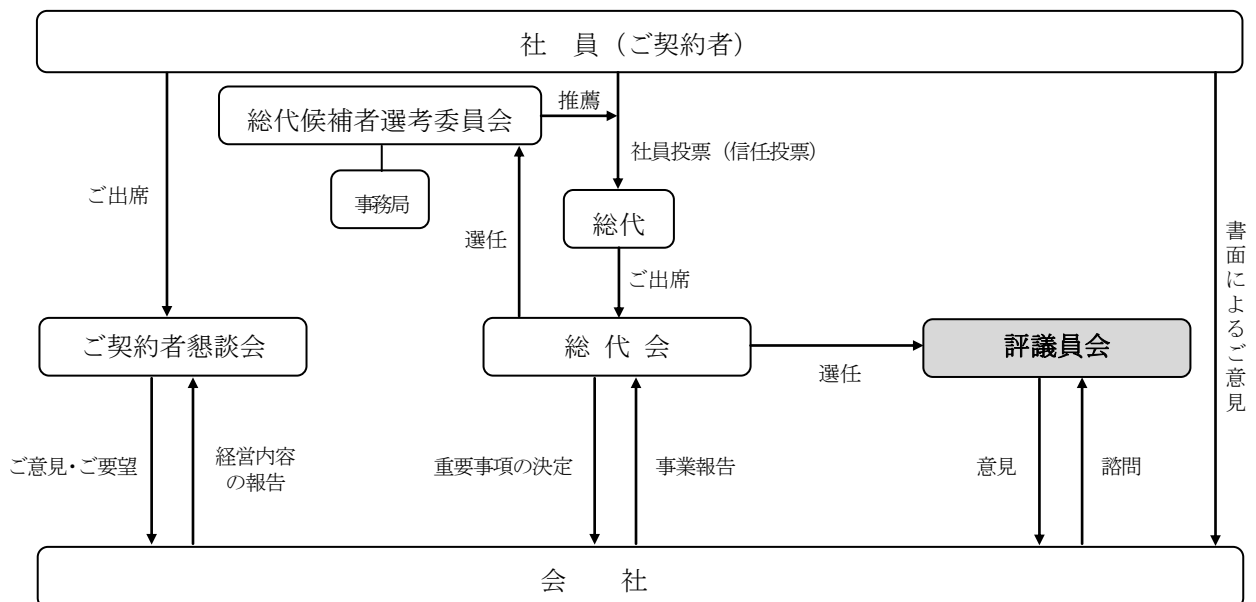 社　員（ご契約者）
推薦
総代候補者選考委員会
社員投票（信任投票）
事務局
ご出席
総代
選任
ご出席
書面によるご意見
ご契約者懇談会
総　代　会
評議員会
選任
ご意見・ご要望
経営内容
の報告
重要事項の決定
事業報告
意見
諮問
会　　社